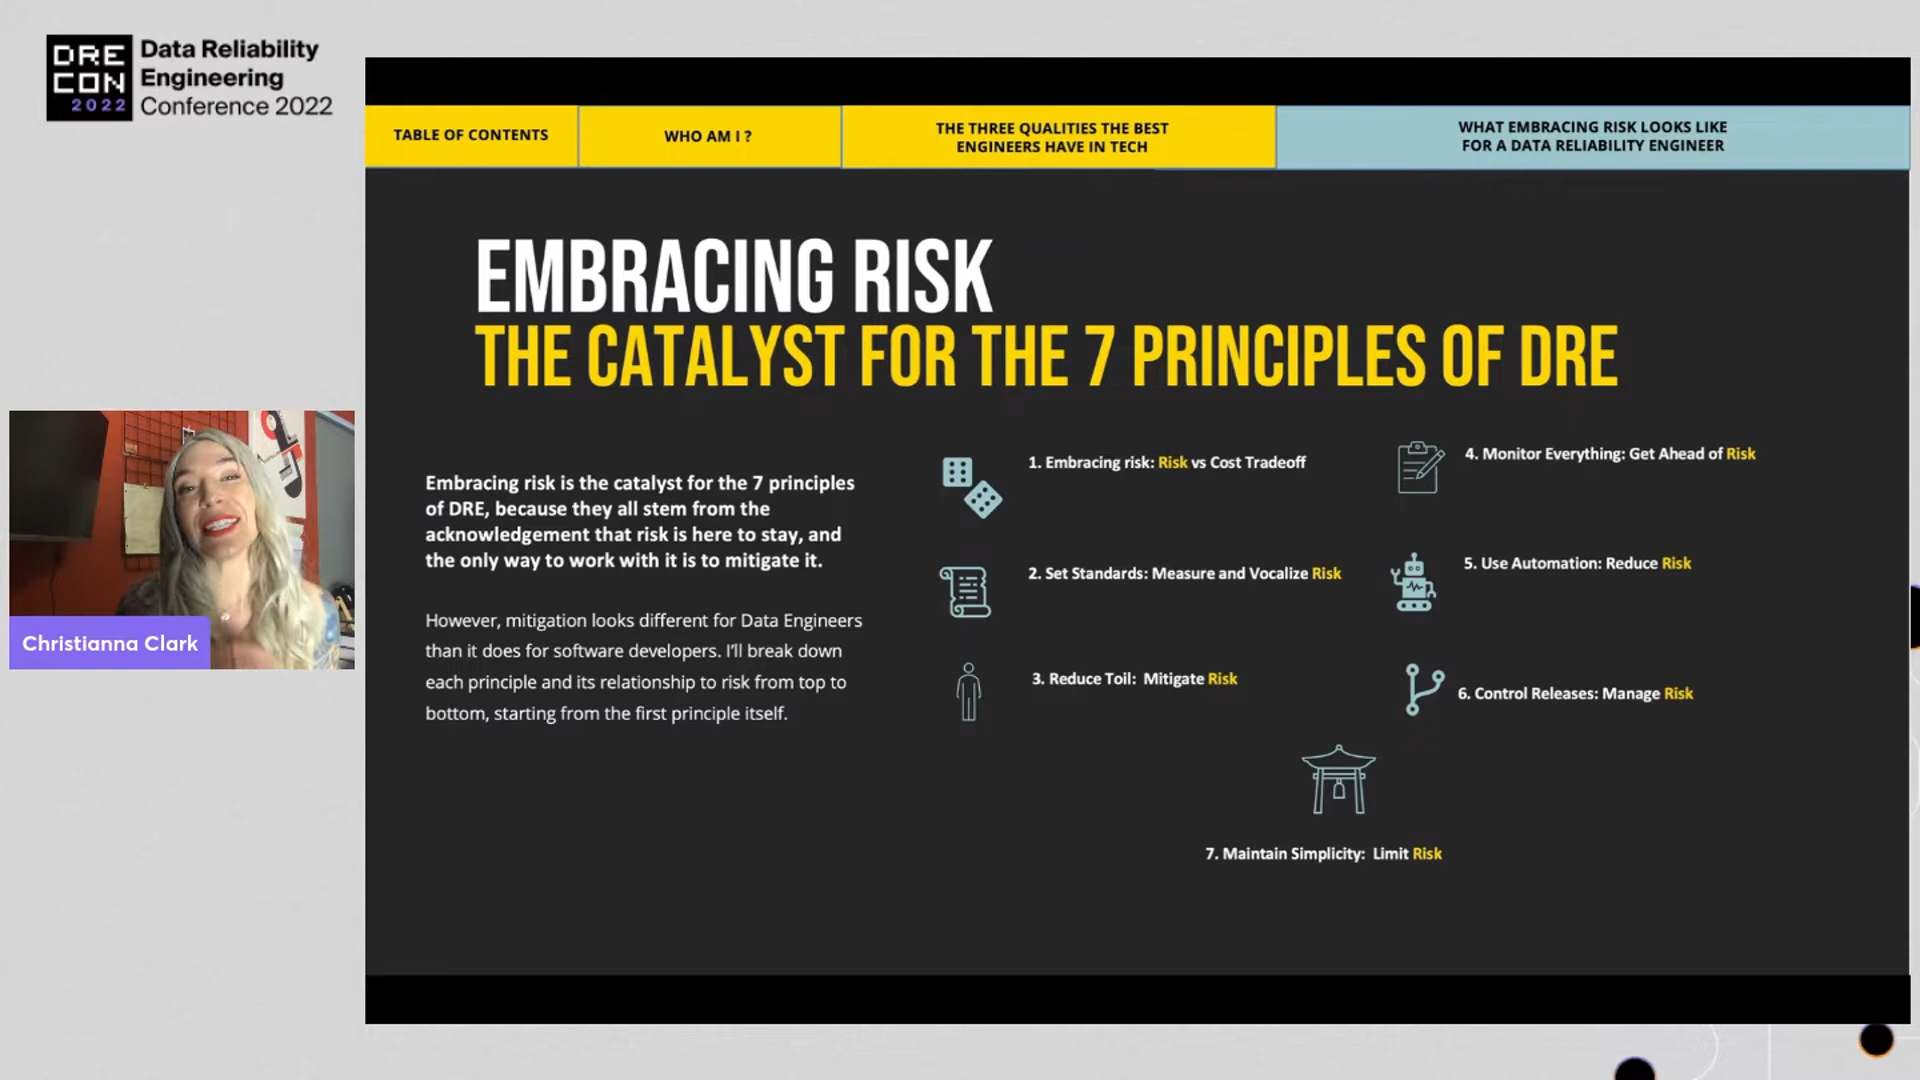 DRE
CON
2022
Data Reliability
Engineering
Conference 2022
TABLE OF CONTENTS
WHO AM I ?
THE THREE QUALITIES THE BEST
ENGINEERS HAVE IN TECH
WHAT EMBRACING RISK LOOKS LIKE
FOR A DATA RELIABILITY ENGINEER
EMBRACING RISK
THE CATALYST FOR THE 7 PRINCIPLES OF DRE
Embracing risk is the catalyst for the 7 principles
of DRE, because they all stem from the
acknowledgement that risk is here to stay, and
the only way to work with it is to mitigate it.
However, mitigation looks different for Data Engineers
than it does for software developers. I'll break down
each principle and its relationship to risk from top to
bottom, starting from the first principle itself.
1. Embracing risk: Risk vs Cost Tradeoff
2. Set Standards: Measure and Vocalize Risk
3. Reduce Toil: Mitigate Risk
4. Monitor Everything: Get Ahead of Risk
5. Use Automation: Reduce Risk
6. Control Releases: Manage Risk
7. Maintain Simplicity: Limit Risk
Christianna Clark